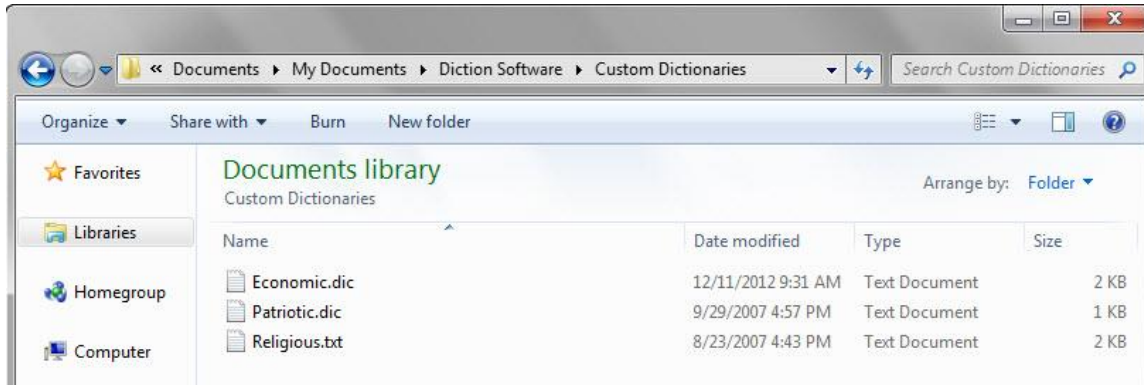 « Documents ▸ My Documents ▸ Diction Software ▸ Custom Dictionaries Search Custom Dictionaries
Organize Share with Burn New folder
Favorites
Libraries
Homegroup
Computer
Documents library
Custom Dictionaries
Arrange by: Folder
Name Date modified Type Size
Economic.dic 12/11/2012 9:31 AM Text Document 2 KB
Patriotic.dic 9/29/2007 4:57 PM Text Document 1 KB
Religious.txt 8/23/2007 4:43 PM Text Document 2 KB